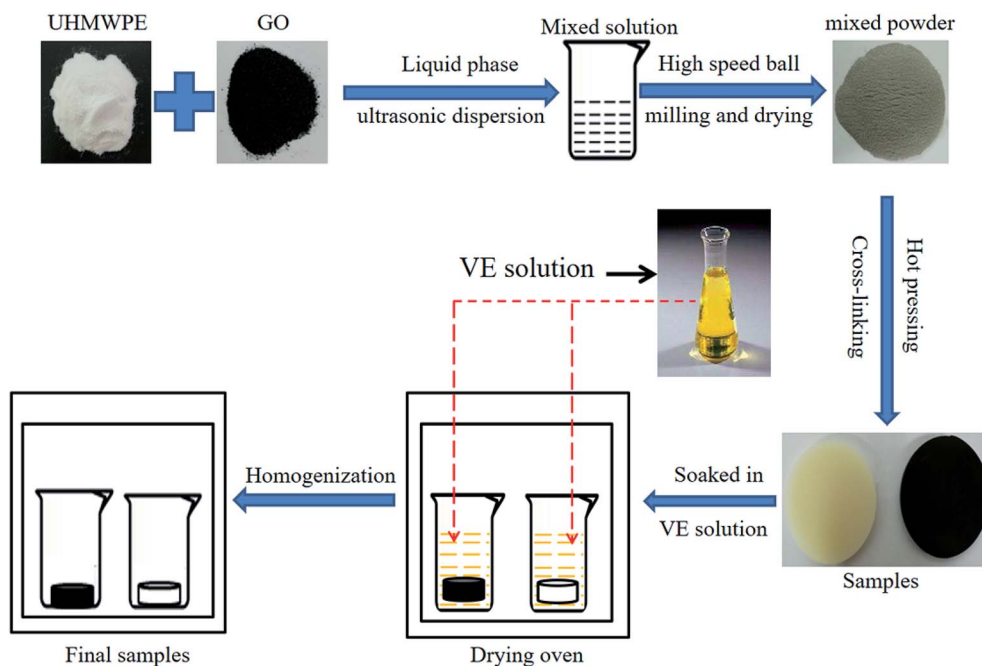 UHMWPE
GO
Mixed solution
mixed powder
Liquid phase
ultrasonic dispersion
High speed ball
milling and drying
VE solution
Hot pressing
Cross-linking
Homogenization
Soaked in
VE solution
Samples
Final samples
Drying oven